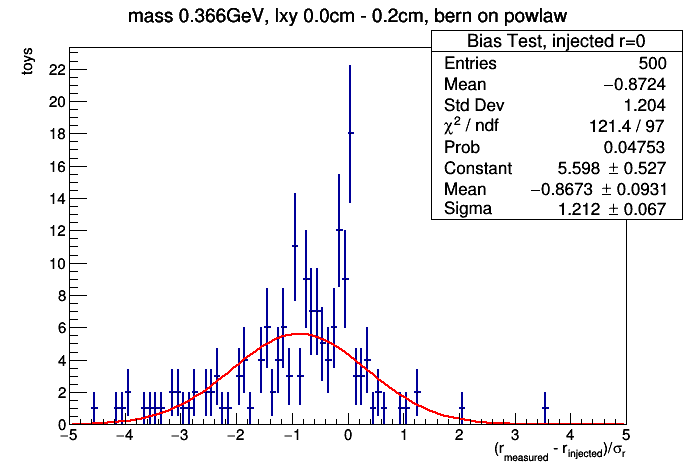 mass 0.366GeV, lxy 0.0cm - 0.2cm, bern on powlaw
Bias Test, injected r=0
Entries 500
Mean −0.8724
Std Dev 1.204
χ² / ndf 121.4 / 97
Prob 0.04753
Constant 5.598 ± 0.527
Mean −0.8673 ± 0.0931
Sigma 1.212 ± 0.067
toys
22
20
18
16
14
12
10
8
6
4
2
0
−5 −4 −3 −2 −1 0 1 2 3 4 5
(r_measured - r_injected)/σ_r